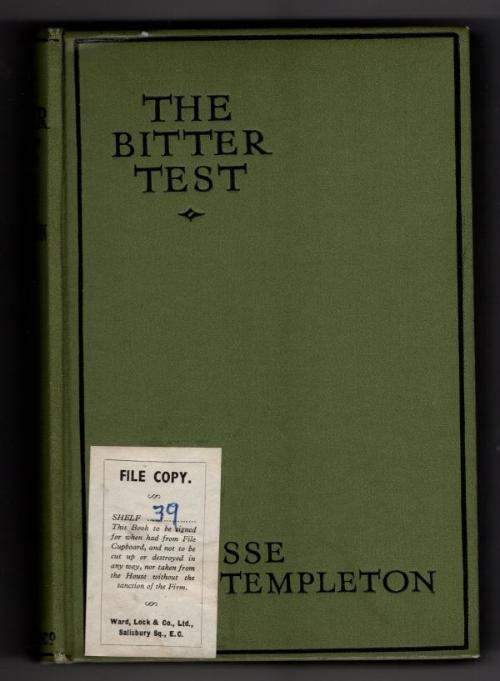 THE
BITTER
TEST
SSE
TEMPLETON
FILE COPY.
SHELF 39
This Book to be signed
for when had from File
Cupboard, and not to be
cut up or destroyed in
any way, nor taken from
the House without the
sanction of the Firm.
Ward, Lock & Co., Ltd.,
Salisbury Sq., E.C.